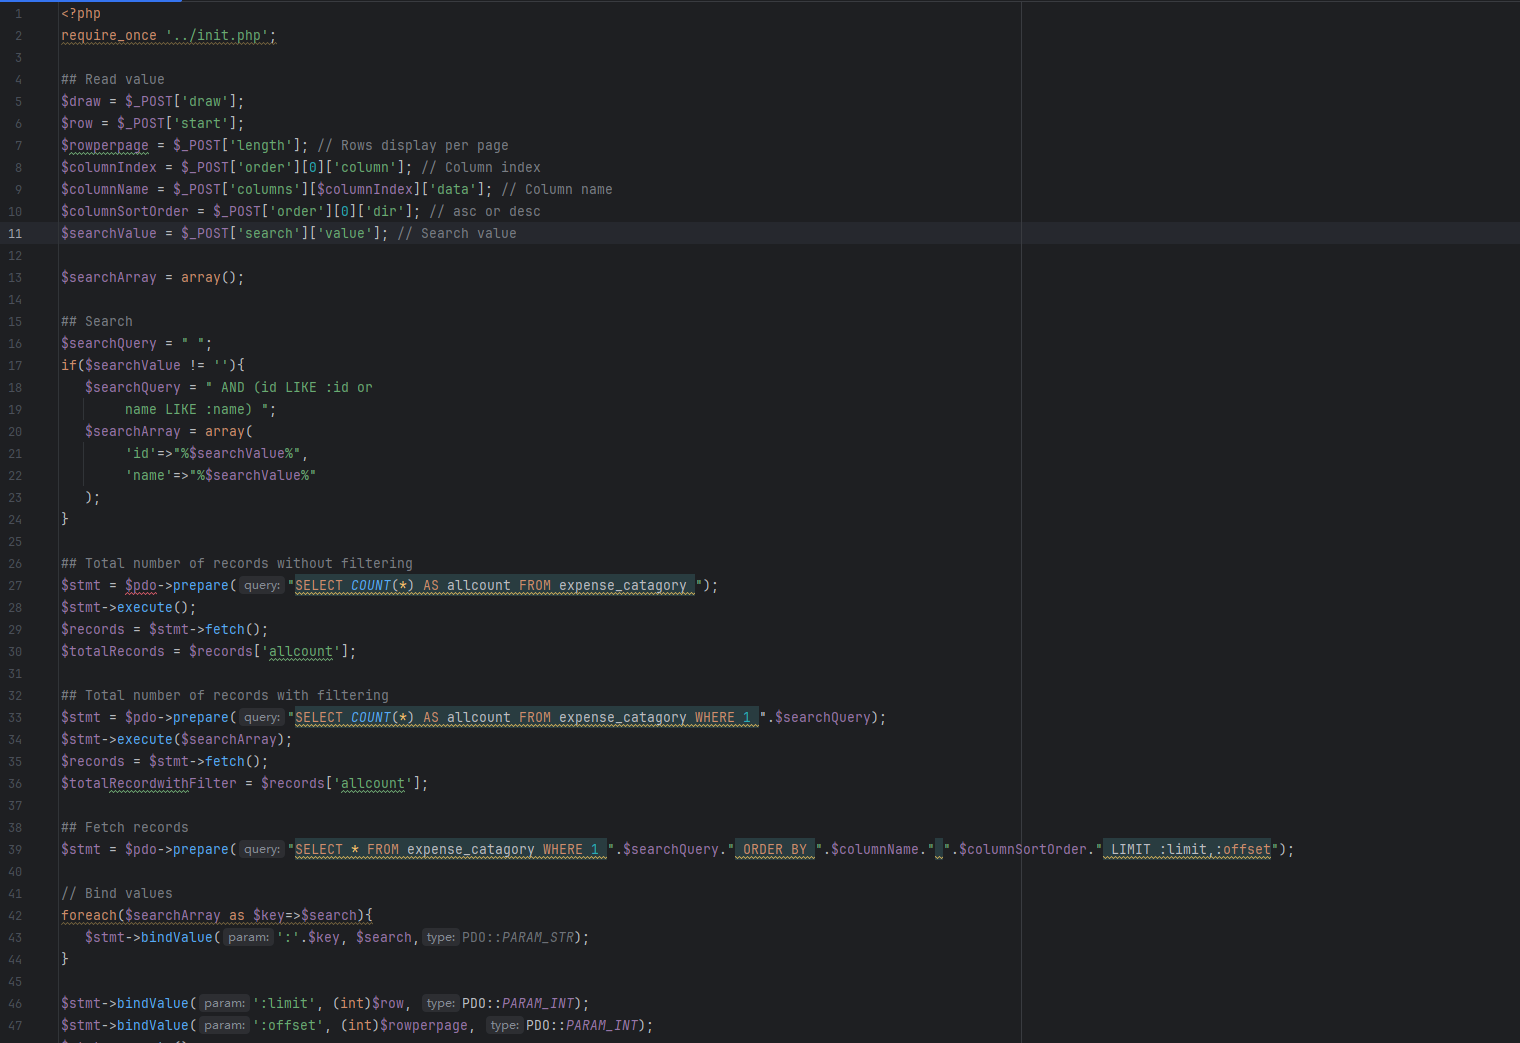 1 <?php
2 require_once '../init.php';
3
4 ## Read value
5 $draw = $_POST['draw'];
6 $row = $_POST['start'];
7 $rowperpage = $_POST['length']; // Rows display per page
8 $columnIndex = $_POST['order'][0]['column']; // Column index
9 $columnName = $_POST['columns'][$columnIndex]['data']; // Column name
10 $columnSortOrder = $_POST['order'][0]['dir']; // asc or desc
11 $searchValue = $_POST['search']['value']; // Search value
12
13 $searchArray = array();
14
15 ## Search
16 $searchQuery = " ";
17 if($searchValue != ''){
18    $searchQuery = " AND (id LIKE :id or
19         name LIKE :name) ";
20    $searchArray = array(
21         'id'=>"%$searchValue%",
22         'name'=>"%$searchValue%"
23    );
24 }
25
26 ## Total number of records without filtering
27 $stmt = $pdo->prepare( query: "SELECT COUNT(*) AS allcount FROM expense_catagory ");
28 $stmt->execute();
29 $records = $stmt->fetch();
30 $totalRecords = $records['allcount'];
31
32 ## Total number of records with filtering
33 $stmt = $pdo->prepare( query: "SELECT COUNT(*) AS allcount FROM expense_catagory WHERE 1 ".$searchQuery);
34 $stmt->execute($searchArray);
35 $records = $stmt->fetch();
36 $totalRecordwithFilter = $records['allcount'];
37
38 ## Fetch records
39 $stmt = $pdo->prepare( query: "SELECT * FROM expense_catagory WHERE 1 ".$searchQuery." ORDER BY ".$columnName." ".$columnSortOrder." LIMIT :limit,:offset");
40
41 // Bind values
42 foreach($searchArray as $key=>$search){
43    $stmt->bindValue( param: ':'.$key, $search, type: PDO::PARAM_STR);
44 }
45
46 $stmt->bindValue( param: ':limit', (int)$row, type: PDO::PARAM_INT);
47 $stmt->bindValue( param: ':offset', (int)$rowperpage, type: PDO::PARAM_INT);